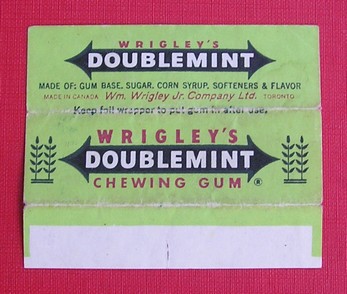 WRIGLEY'S
DOUBLEMINT
MADE OF: GUM BASE, SUGAR, CORN SYRUP, SOFTENERS & FLAVOR
MADE IN CANADA Wm. Wrigley Jr. Company Ltd. TORONTO
Keep foil wrapper to put gum in after use.
WRIGLEY'S
DOUBLEMINT
CHEWING GUM ®